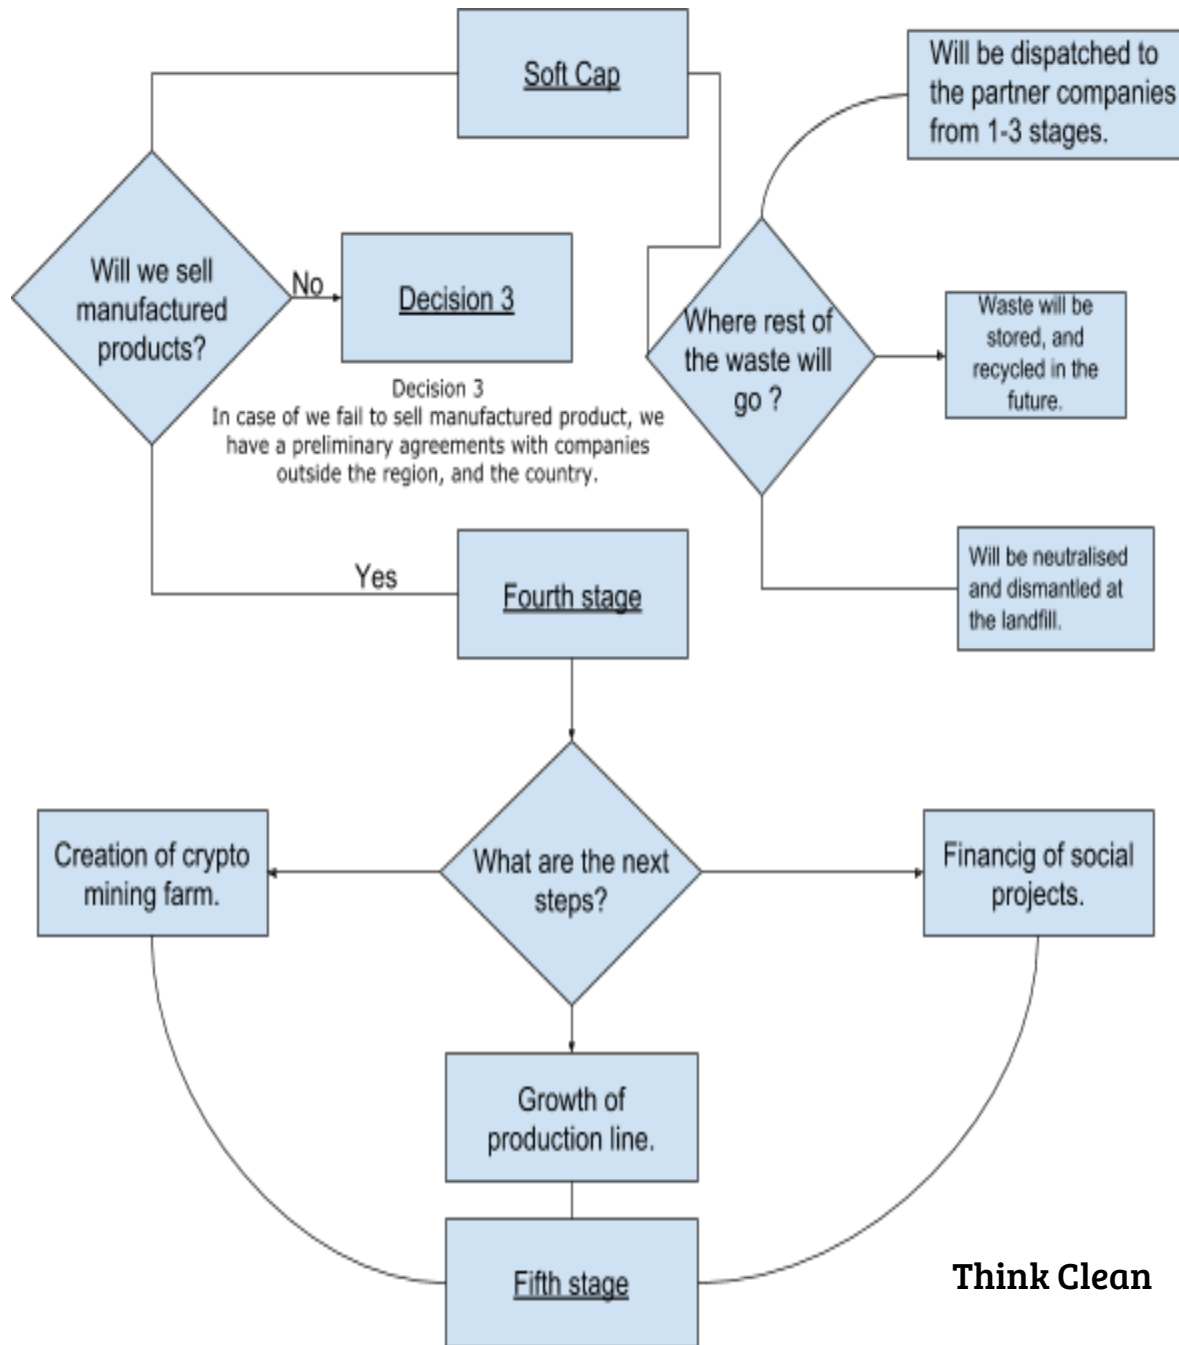 Soft Cap
Will be dispatched to
the partner companies
from 1-3 stages.
Will we sell
manufactured
products?
No
Decision 3
Decision 3
In case of we fail to sell manufactured product, we
have a preliminary agreements with companies
outside the region, and the country.
Where rest of
the waste will
go ?
Waste will be
stored, and
recycled in the
future.
Yes
Fourth stage
Will be neutralised
and dismantled at
the landfill.
Creation of crypto
mining farm.
What are the next
steps?
Financig of social
projects.
Growth of
production line.
Fifth stage
Think Clean